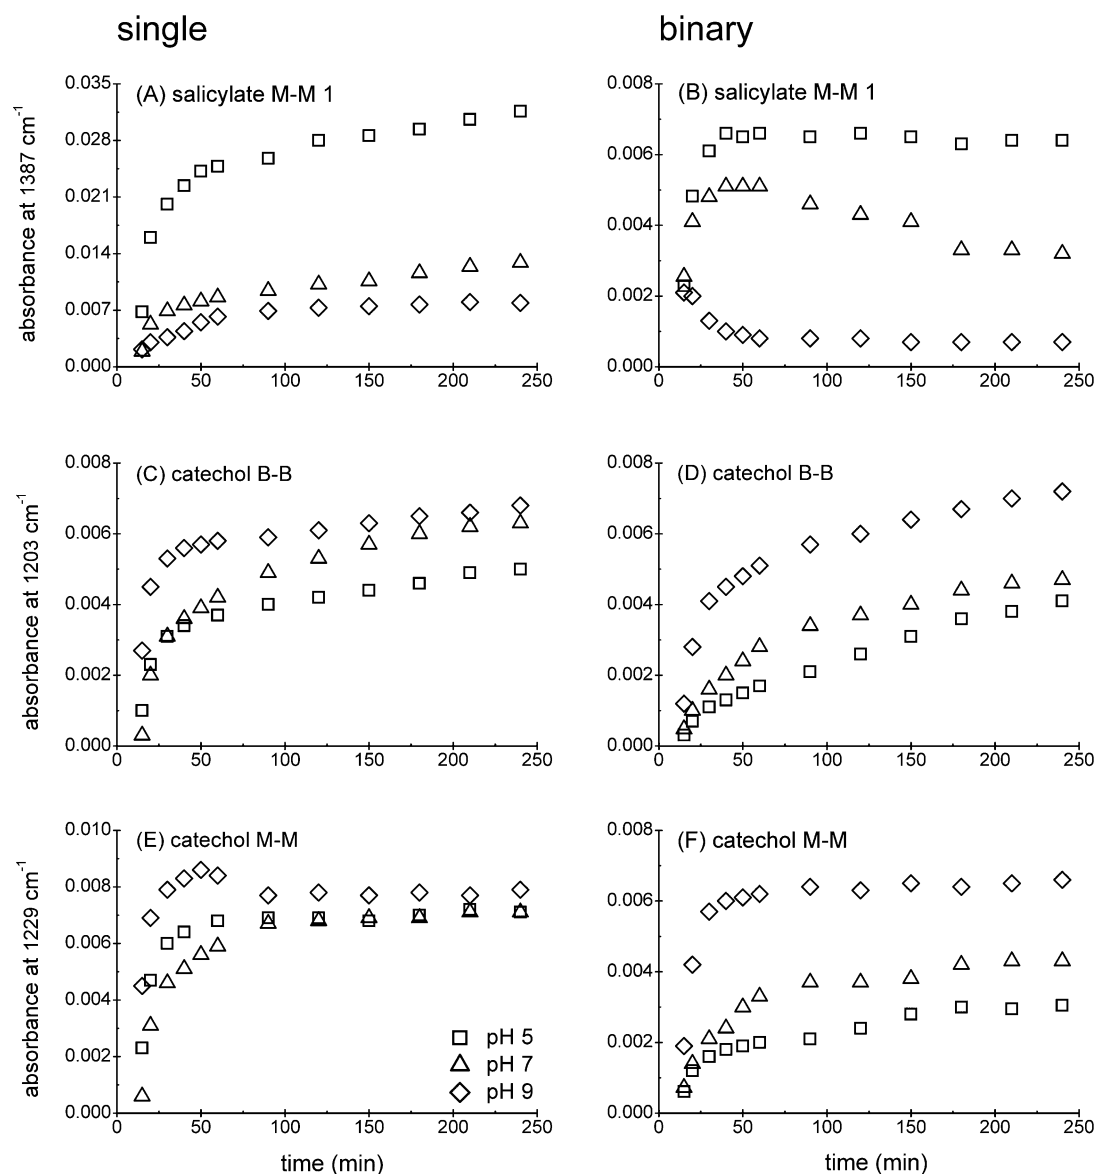 single
binary
(A) salicylate M-M 1
absorbance at 1387 cm⁻¹
0.035
0.028
0.021
0.014
0.007
0.000
0 50 100 150 200 250
(B) salicylate M-M 1
0.008
0.006
0.004
0.002
0.000
0 50 100 150 200 250
(C) catechol B-B
absorbance at 1203 cm⁻¹
0.008
0.006
0.004
0.002
0.000
0 50 100 150 200 250
(D) catechol B-B
0.008
0.006
0.004
0.002
0.000
0 50 100 150 200 250
(E) catechol M-M
absorbance at 1229 cm⁻¹
0.010
0.008
0.006
0.004
0.002
0.000
pH 5
pH 7
pH 9
0 50 100 150 200 250
time (min)
(F) catechol M-M
0.008
0.006
0.004
0.002
0.000
0 50 100 150 200 250
time (min)